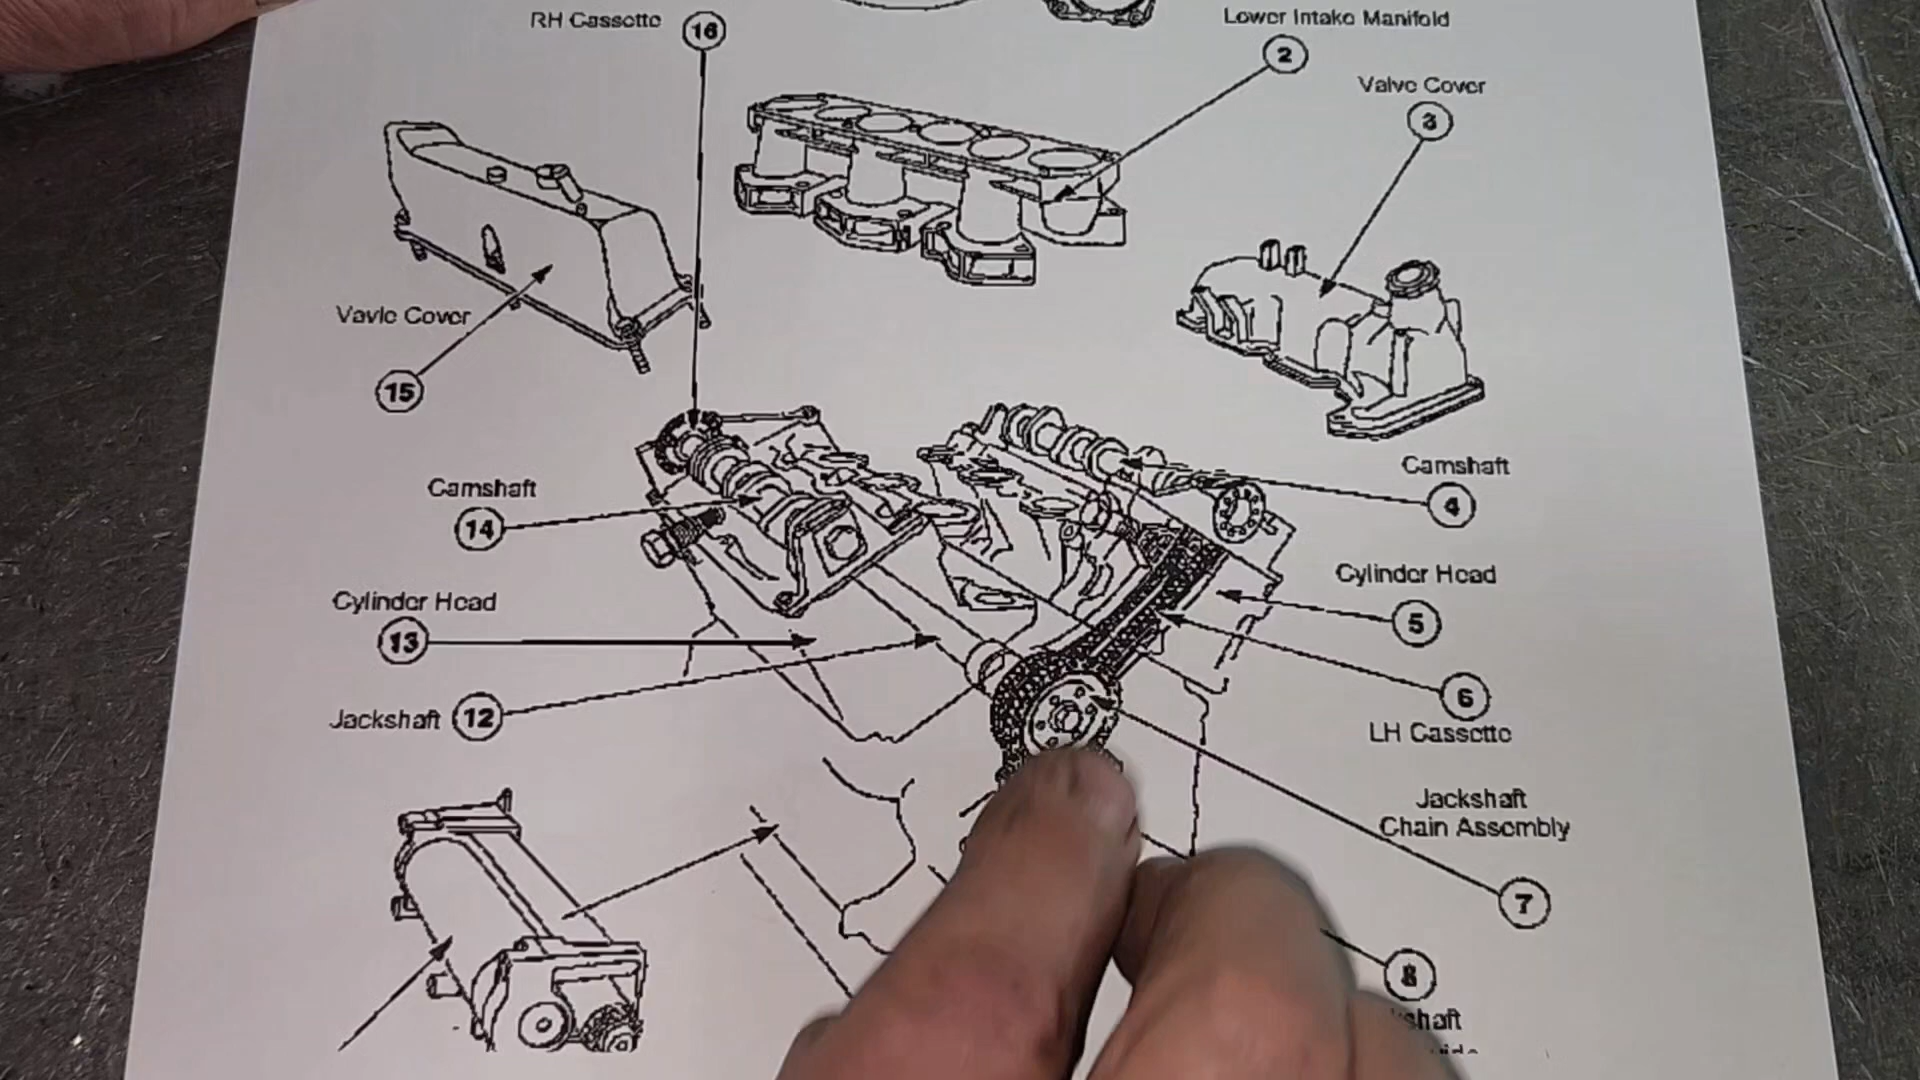 RH Cassette
16
Lower Intake Manifold
2
Valve Cover
3
Vavle Cover
15
Camshaft
4
Camshaft
14
Cylinder Head
5
Cylinder Head
13
6
LH Cassette
Jackshaft 12
Jackshaft
Chain Assembly
7
8